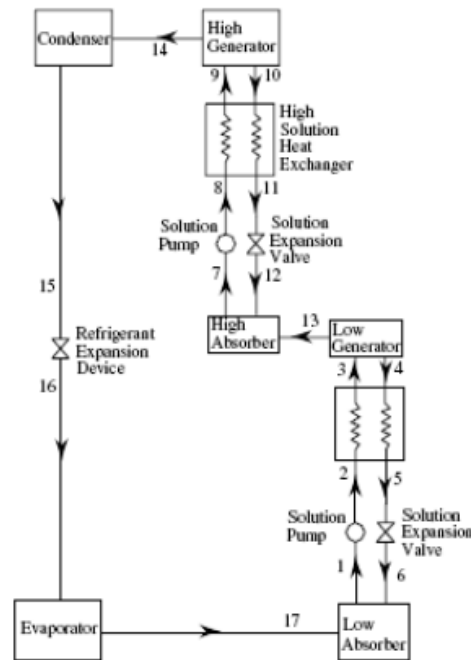 Condenser
14
High
Generator
9
10
High
Solution
Heat
Exchanger
8
11
Solution
Pump
Solution
Expansion
Valve
7
12
15
High
Absorber
13
Low
Generator
Refrigerant
Expansion
Device
16
3
4
2
5
Solution
Pump
Solution
Expansion
Valve
1
6
Evaporator
17
Low
Absorber